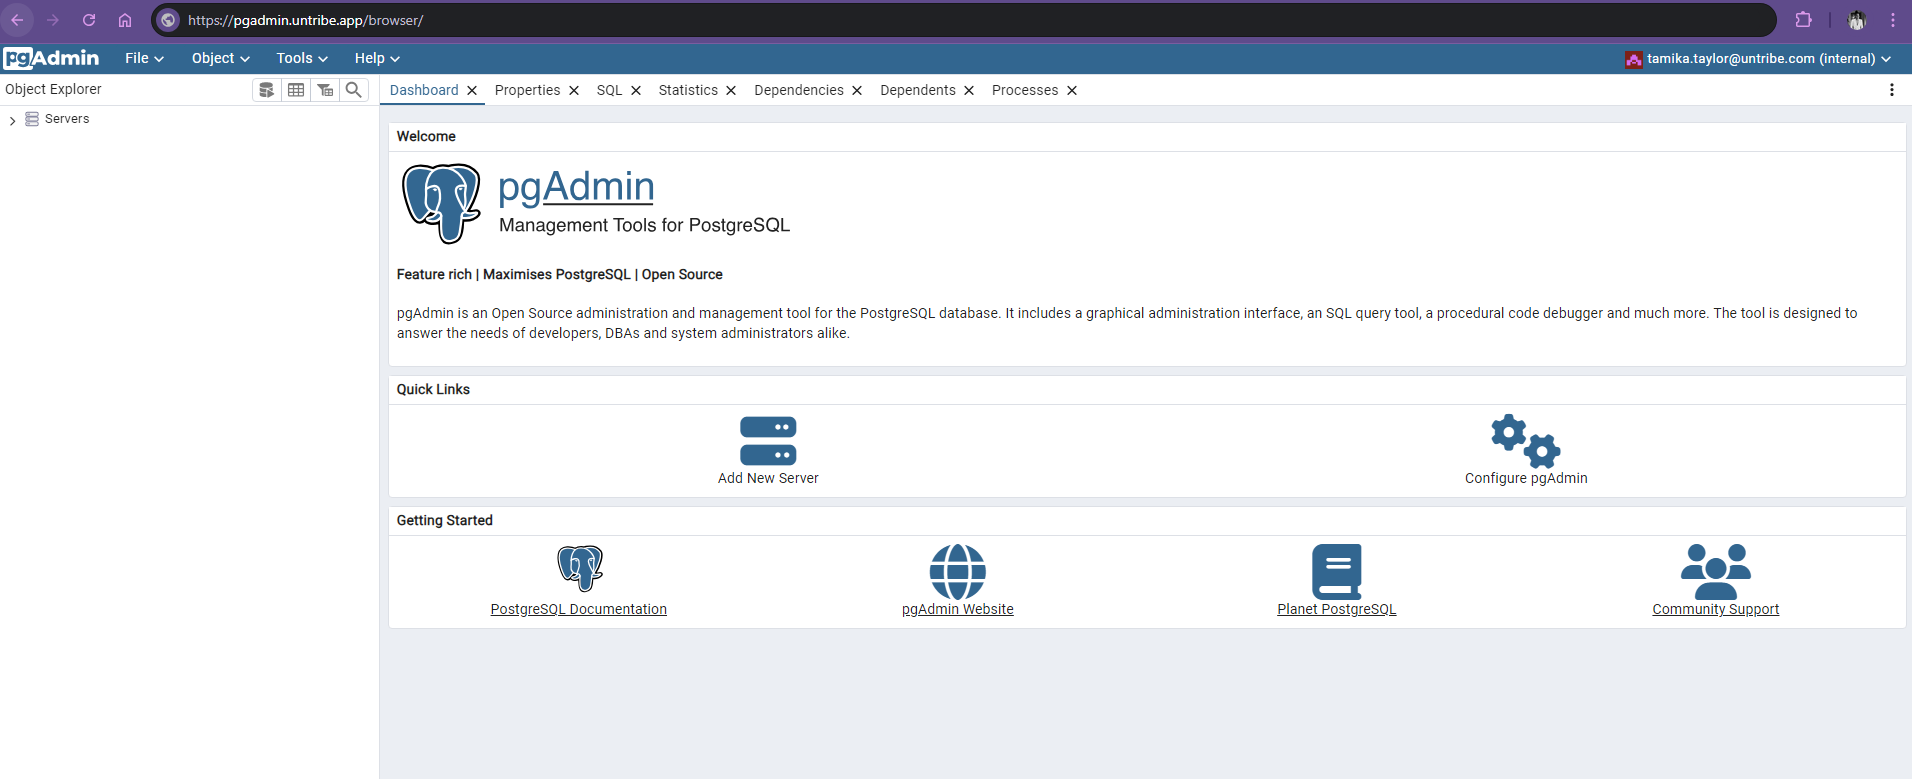 https://pgadmin.untribe.app/browser/
pgAdmin File Object Tools Help tamika.taylor@untribe.com (internal)
Object Explorer
Dashboard Properties SQL Statistics Dependencies Dependents Processes
Servers
Welcome
pgAdmin
Management Tools for PostgreSQL
Feature rich | Maximises PostgreSQL | Open Source
pgAdmin is an Open Source administration and management tool for the PostgreSQL database. It includes a graphical administration interface, an SQL query tool, a procedural code debugger and much more. The tool is designed to
answer the needs of developers, DBAs and system administrators alike.
Quick Links
Add New Server Configure pgAdmin
Getting Started
PostgreSQL Documentation pgAdmin Website Planet PostgreSQL Community Support